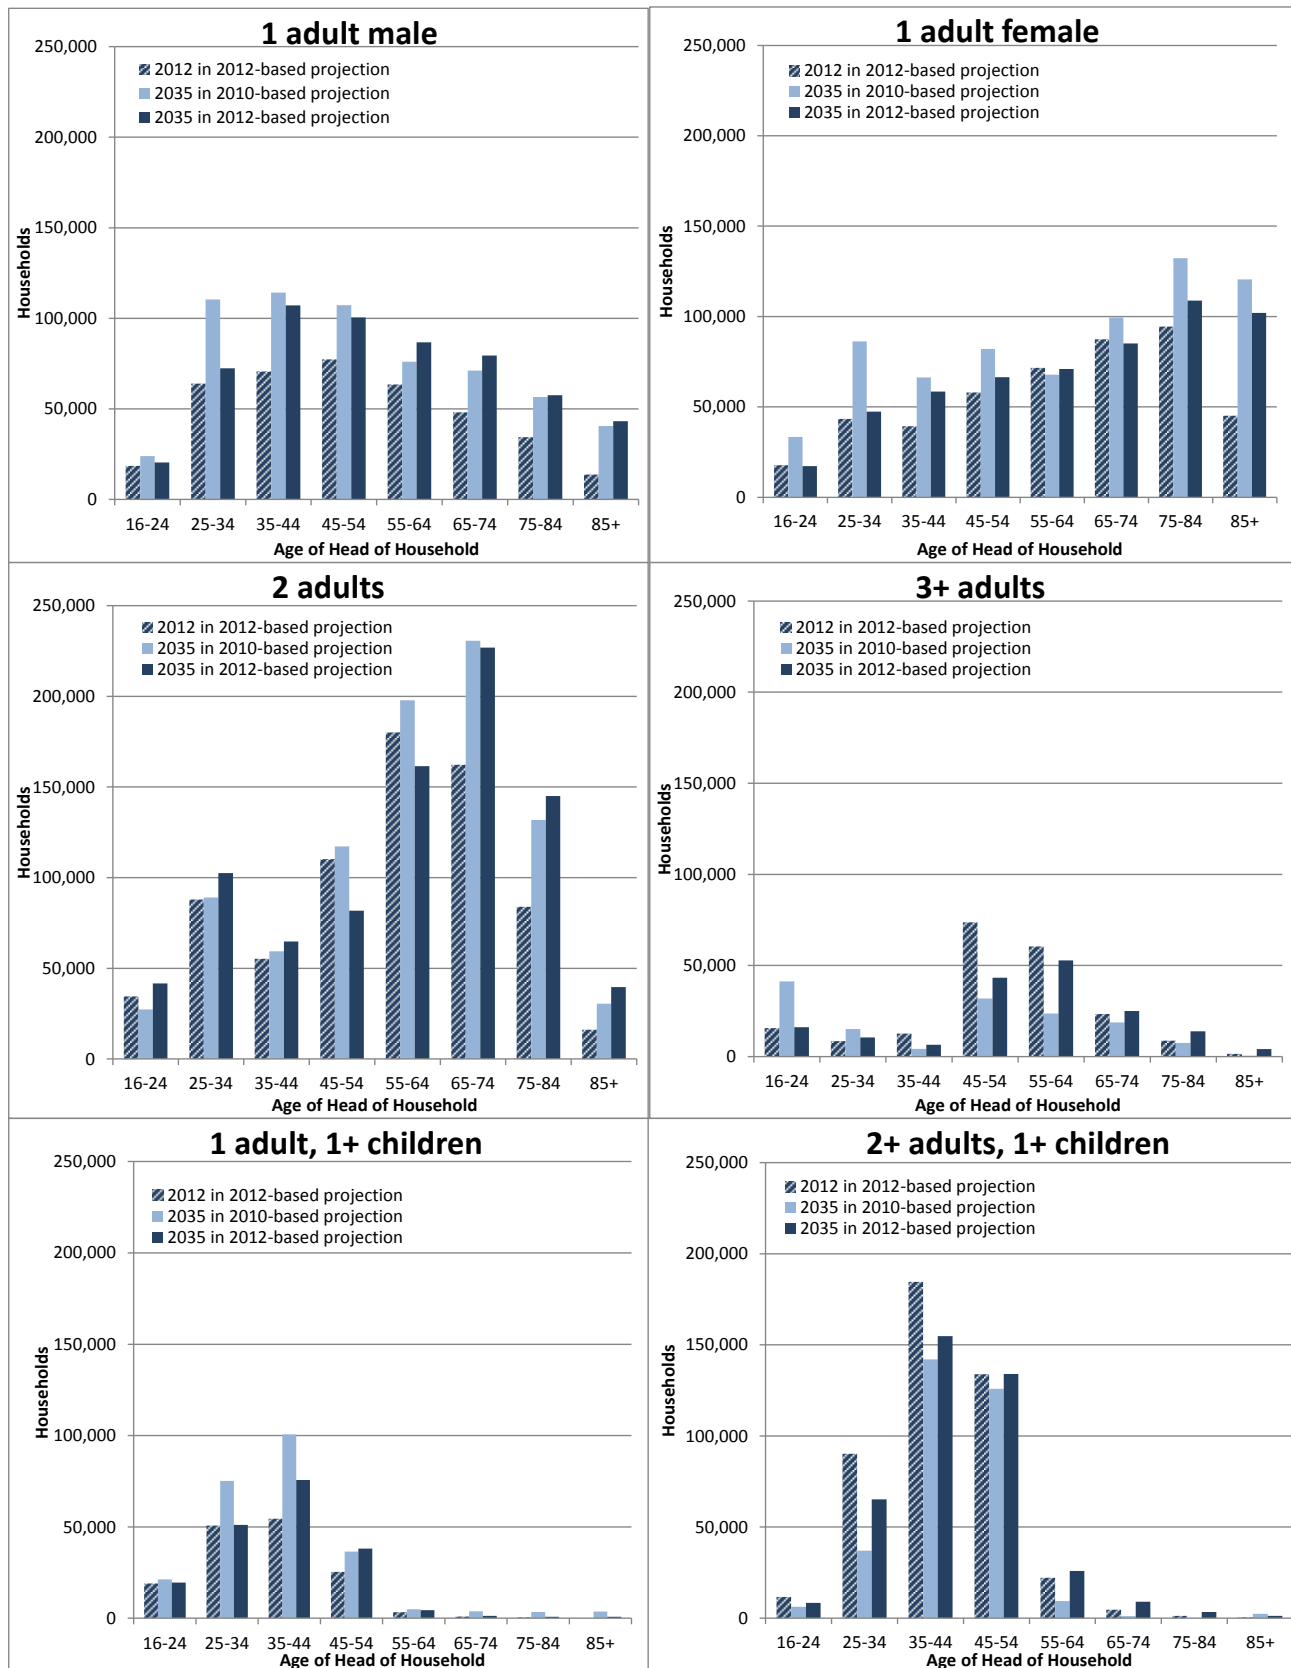 1 adult male
250,000
200,000
150,000
100,000
50,000
0
Households
2012 in 2012-based projection
2035 in 2010-based projection
2035 in 2012-based projection
16-24 25-34 35-44 45-54 55-64 65-74 75-84 85+
Age of Head of Household
1 adult female
250,000
200,000
150,000
100,000
50,000
0
Households
2012 in 2012-based projection
2035 in 2010-based projection
2035 in 2012-based projection
16-24 25-34 35-44 45-54 55-64 65-74 75-84 85+
Age of Head of Household
2 adults
250,000
200,000
150,000
100,000
50,000
0
Households
2012 in 2012-based projection
2035 in 2010-based projection
2035 in 2012-based projection
16-24 25-34 35-44 45-54 55-64 65-74 75-84 85+
Age of Head of Household
3+ adults
250,000
200,000
150,000
100,000
50,000
0
Households
2012 in 2012-based projection
2035 in 2010-based projection
2035 in 2012-based projection
16-24 25-34 35-44 45-54 55-64 65-74 75-84 85+
Age of Head of Household
1 adult, 1+ children
250,000
200,000
150,000
100,000
50,000
0
Households
2012 in 2012-based projection
2035 in 2010-based projection
2035 in 2012-based projection
16-24 25-34 35-44 45-54 55-64 65-74 75-84 85+
Age of Head of Household
2+ adults, 1+ children
250,000
200,000
150,000
100,000
50,000
0
Households
2012 in 2012-based projection
2035 in 2010-based projection
2035 in 2012-based projection
16-24 25-34 35-44 45-54 55-64 65-74 75-84 85+
Age of Head of Household